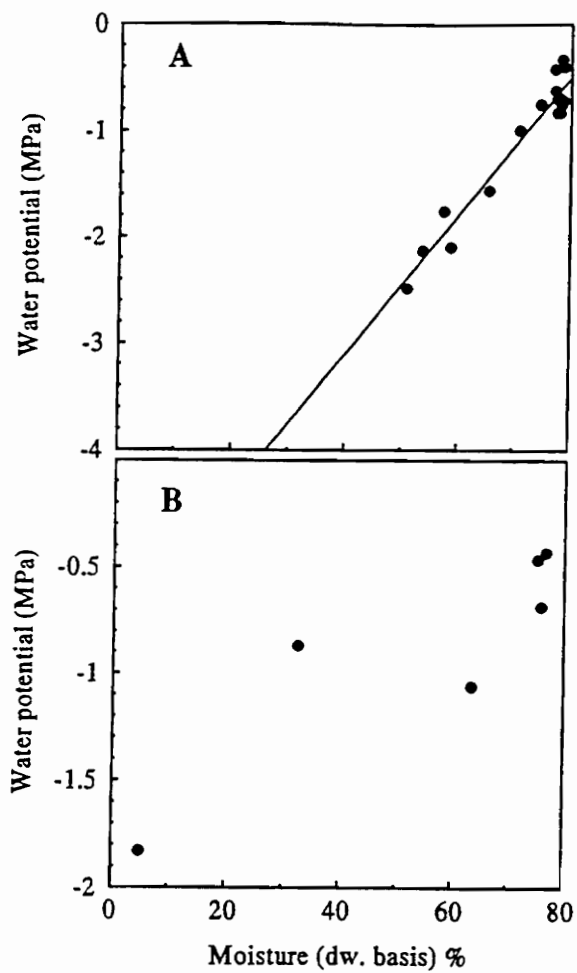 0
A
-1
-2
-3
-4
Water potential (MPa)
B
-0.5
-1
-1.5
-2
Water potential (MPa)
0 20 40 60 80
Moisture (dw. basis) %